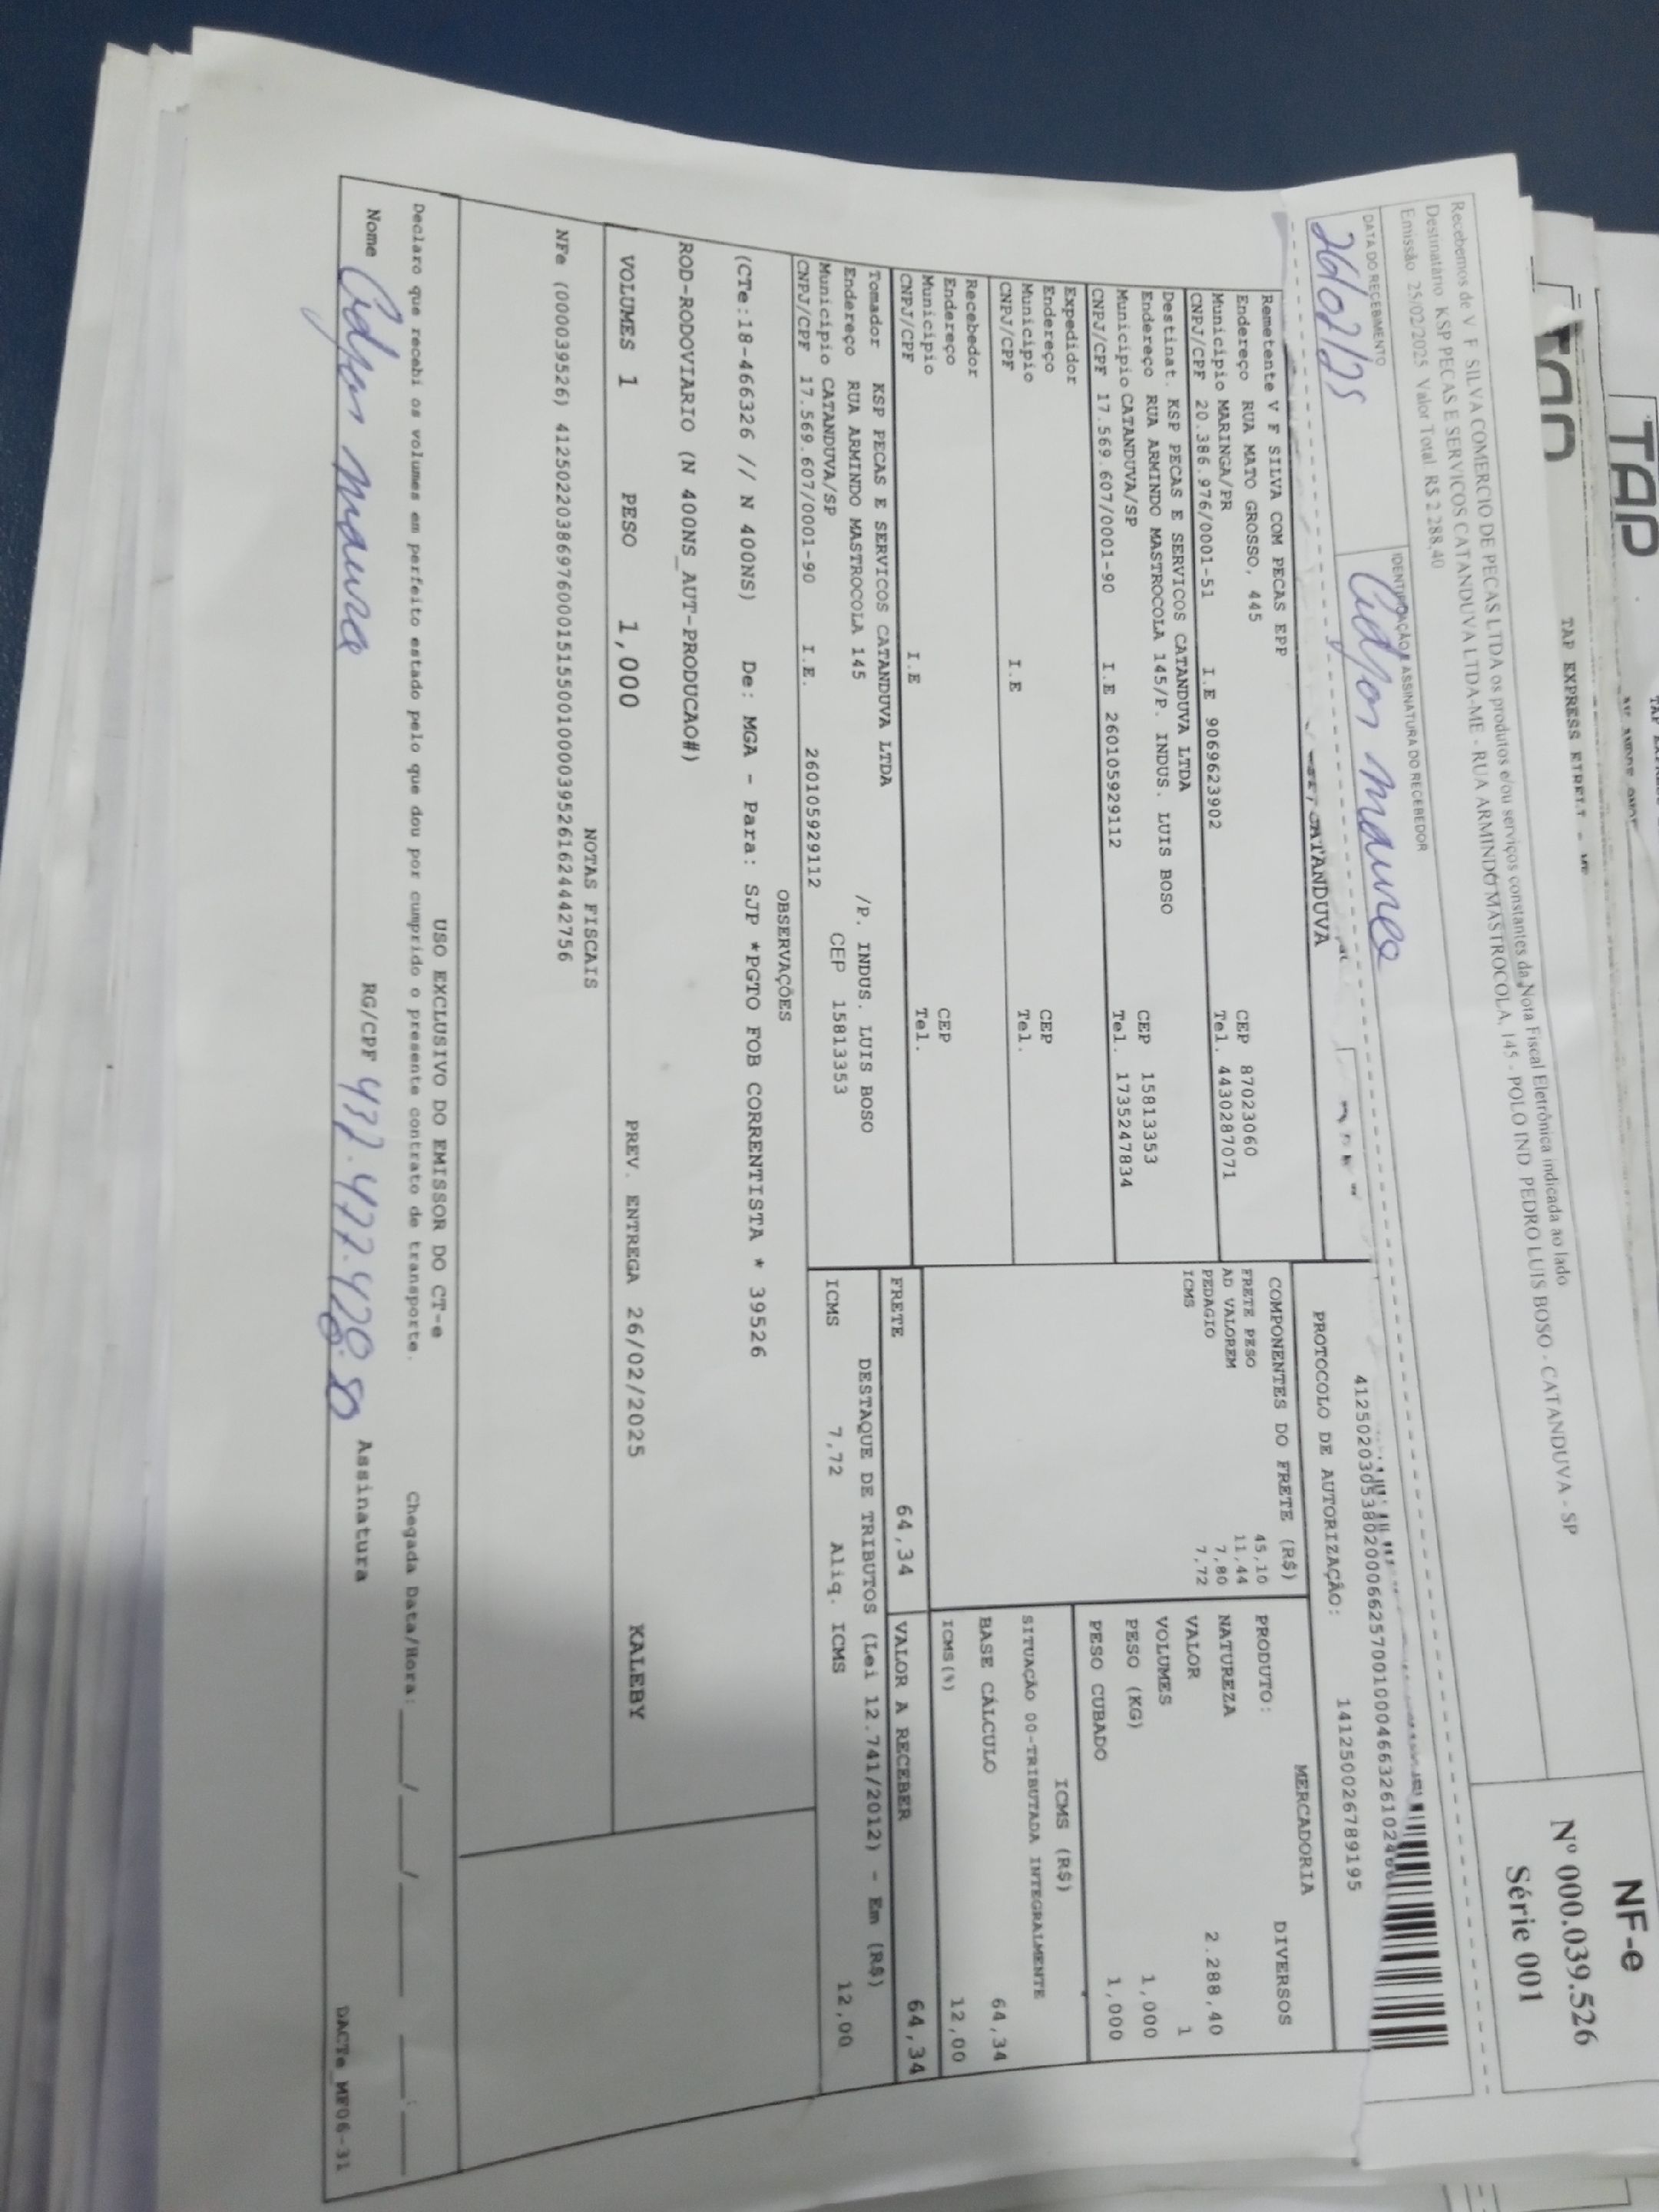 TAP
TAP EXPRESS EIRELI - ME
NF-e
Nº 000.039.526
Série 001
Recebemos de V F SILVA COMERCIO DE PECAS LTDA os produtos e/ou serviços constantes da Nota Fiscal Eletrônica indicada ao lado
Destinatário KSP PECAS E SERVICOS CATANDUVA LTDA-ME - RUA ARMINDO MASTROCOLA, 145 - POLO IND PEDRO LUIS BOSO - CATANDUVA - SP
Emissão 25/02/2025 Valor Total R$ 2.288,40
DATA DO RECEBIMENTO
IDENTIFICAÇÃO E ASSINATURA DO RECEBEDOR
CATANDUVA
PROTOCOLO DE AUTORIZAÇÃO:
141250026789195
Remetente V F SILVA COM PECAS EPP
Endereço RUA MATO GROSSO, 445
CEP 87023060
Municipio MARINGA/PR
Tel. 4430287071
CNPJ/CPF 20.386.976/0001-51 I.E 9069623902
Destinat. KSP PECAS E SERVICOS CATANDUVA LTDA
Endereço RUA ARMINDO MASTROCOLA 145/P. INDUS. LUIS BOSO
CEP 15813353
Municipio CATANDUVA/SP
Tel. 1735247834
CNPJ/CPF 17.569.607/0001-90 I.E 260105929112
Expedidor
Endereço
CEP
Municipio
Tel.
CNPJ/CPF I.E
Recebedor
Endereço
CEP
Municipio
Tel.
CNPJ/CPF I.E
Tomador KSP PECAS E SERVICOS CATANDUVA LTDA
Endereço RUA ARMINDO MASTROCOLA 145 /P. INDUS. LUIS BOSO
Municipio CATANDUVA/SP CEP 15813353
CNPJ/CPF 17.569.607/0001-90 I.E. 260105929112
COMPONENTES DO FRETE (R$)
FRETE PESO 45,10
AD VALOREM 11,44
PEDAGIO 7,80
ICMS 7,72
MERCADORIA
PRODUTO: DIVERSOS
NATUREZA
VALOR 2.288,40
VOLUMES 1
PESO (KG) 1,000
PESO CUBADO 1,000
ICMS (R$)
SITUAÇÃO 00-TRIBUTADA INTEGRALMENTE
BASE CÁLCULO 64,34
ICMS(%) 12,00
FRETE 64,34
VALOR A RECEBER 64,34
DESTAQUE DE TRIBUTOS (Lei 12.741/2012) - Em (R$)
ICMS 7,72 Aliq. ICMS 12,00
OBSERVAÇÕES
(CTe:18-466326 // N 400NS) De: MGA - Para: SJP *PGTO FOB CORRENTISTA * 39526
ROD-RODOVIARIO (N 400NS_AUT-PRODUCAO#)
VOLUMES 1 PESO 1,000 PREV. ENTREGA 26/02/2025 KALEBY
NOTAS FISCAIS
NFe (000039526) 41250220386976000151550010000395261624442756
USO EXCLUSIVO DO EMISSOR DO CT-e
Declaro que recebi os volumes em perfeito estado pelo que dou por cumprido o presente contrato de transporte. Chegada Data/Hora: ___/___/___ __:__
Nome RG/CPF Assinatura
DACTe_MF06-31